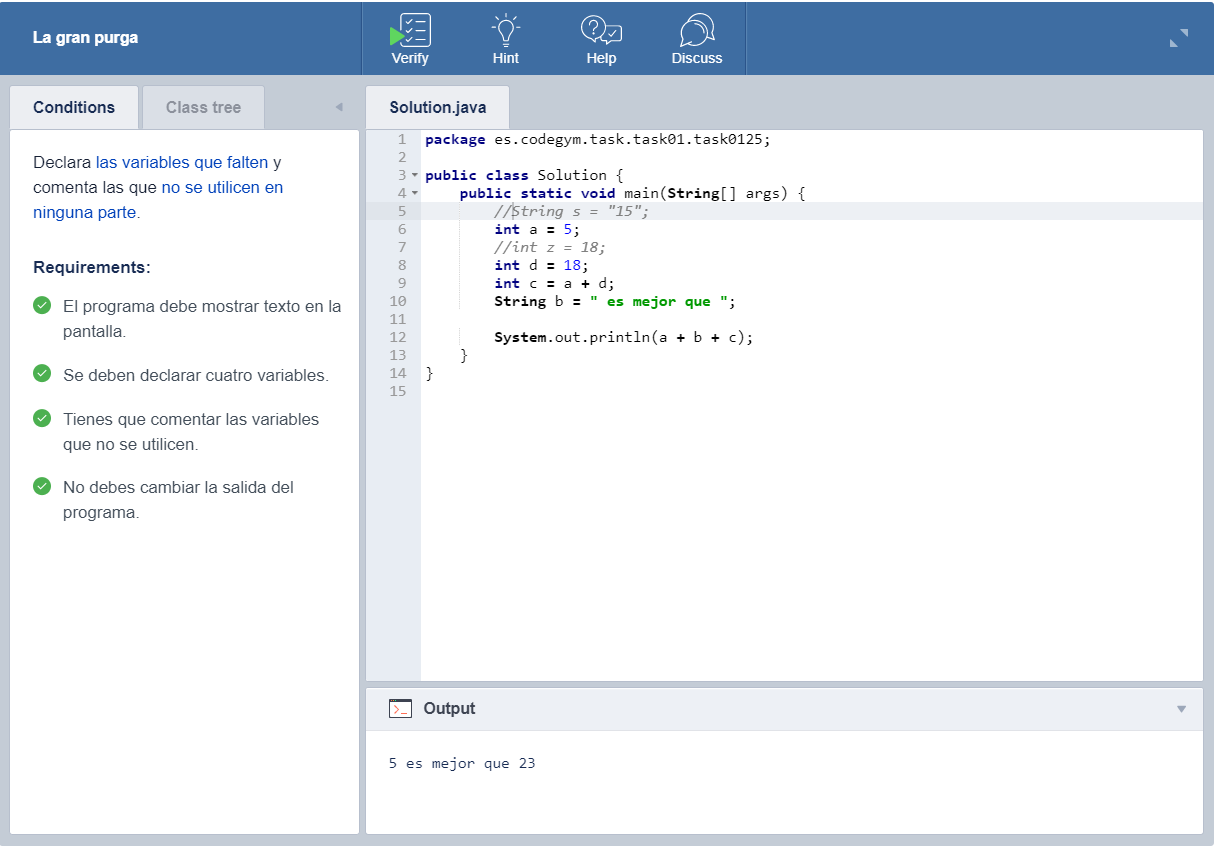 La gran purga
Verify
Hint
Help
Discuss
Conditions
Class tree
Declara las variables que falten y
comenta las que no se utilicen en
ninguna parte.
Requirements:
El programa debe mostrar texto en la
pantalla.
Se deben declarar cuatro variables.
Tienes que comentar las variables
que no se utilicen.
No debes cambiar la salida del
programa.
Solution.java
1 package es.codegym.task.task01.task0125;
2
3 public class Solution {
4 public static void main(String[] args) {
5 //String s = "15";
6 int a = 5;
7 //int z = 18;
8 int d = 18;
9 int c = a + d;
10 String b = " es mejor que ";
11
12 System.out.println(a + b + c);
13 }
14 }
15
>_ Output
5 es mejor que 23